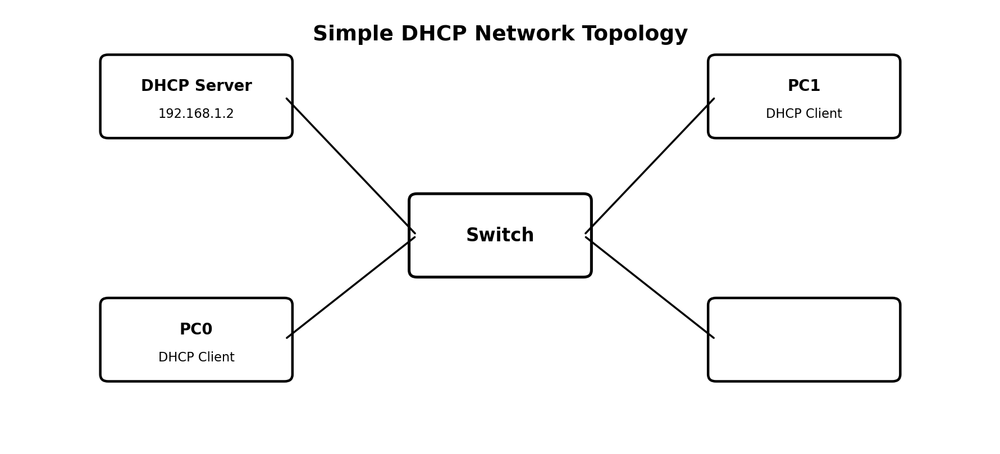 Simple DHCP Network Topology
DHCP Server
192.168.1.2
PC1
DHCP Client
Switch
PC0
DHCP Client